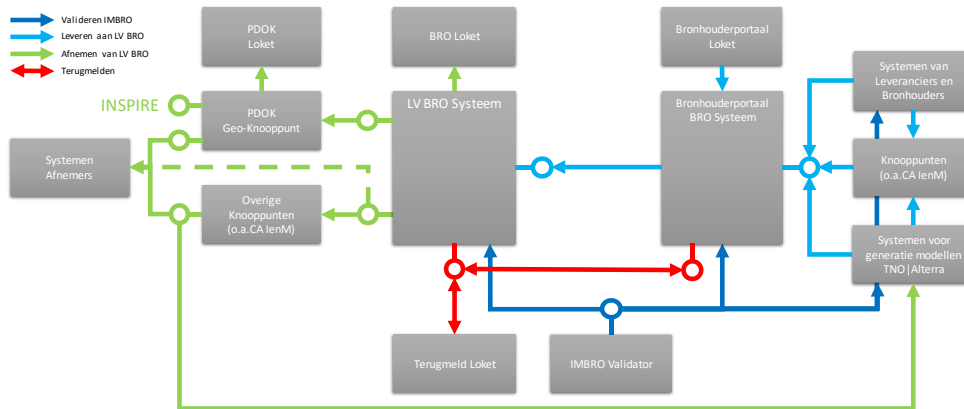 Valideren IMBRO
Leveren aan LV BRO
Afnemen van LV BRO
Terugmelden
PDOK
Loket
BRO Loket
Bronhouderportaal
Loket
Systemen van
Leveranciers en
Bronhouders
INSPIRE
PDOK
Geo-Knooppunt
LV BRO Systeem
Bronhouderportaal
BRO Systeem
Systemen
Afnemers
Knooppunten
(o.a.CA IenM)
Overige
Knooppunten
(o.a.CA IenM)
Systemen voor
generatie modellen
TNO|Alterra
Terugmeld Loket
IMBRO Validator